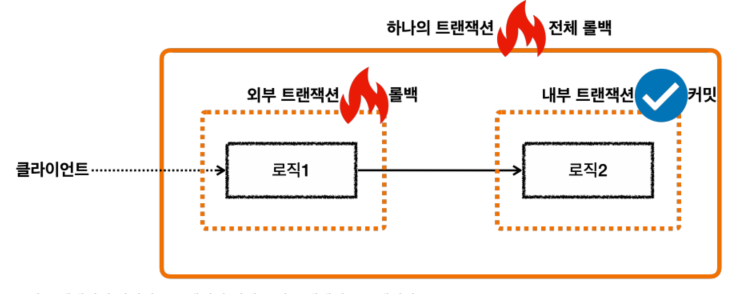 하나의 트랜잭션 전체 롤백
외부 트랜잭션 롤백
내부 트랜잭션 커밋
클라이언트
로직1
로직2